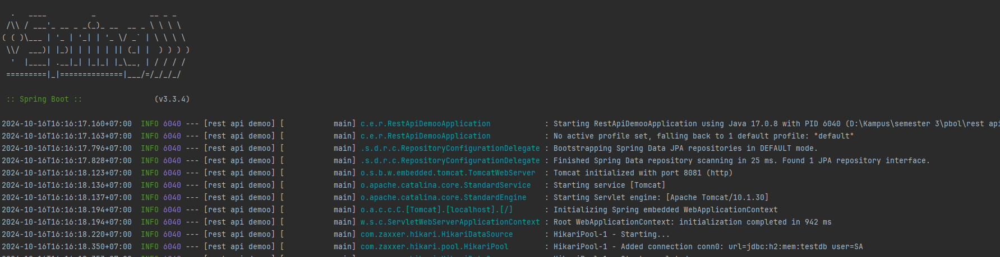 .   ____          _            __ _ _
 /\\ / ___'_ __ _ _(_)_ __  __ _ \ \ \ \
( ( )\___ | '_ | '_| | '_ \/ _` | \ \ \ \
 \\/  ___)| |_)| | | | | || (_| |  ) ) ) )
  '  |____| .__|_| |_|_| |_\__, | / / / /
 =========|_|==============|___/=/_/_/_/
 :: Spring Boot ::                (v3.3.4)
2024-10-16T16:16:17.160+07:00  INFO 6040 --- [rest api demoo] [           main] c.e.r.RestApiDemooApplication            : Starting RestApiDemooApplication using Java 17.0.8 with PID 6040 (D:\Kampus\semester 3\pbol\rest api
2024-10-16T16:16:17.163+07:00  INFO 6040 --- [rest api demoo] [           main] c.e.r.RestApiDemooApplication            : No active profile set, falling back to 1 default profile: "default"
2024-10-16T16:16:17.796+07:00  INFO 6040 --- [rest api demoo] [           main] .s.d.r.c.RepositoryConfigurationDelegate : Bootstrapping Spring Data JPA repositories in DEFAULT mode.
2024-10-16T16:16:17.828+07:00  INFO 6040 --- [rest api demoo] [           main] .s.d.r.c.RepositoryConfigurationDelegate : Finished Spring Data repository scanning in 25 ms. Found 1 JPA repository interface.
2024-10-16T16:16:18.123+07:00  INFO 6040 --- [rest api demoo] [           main] o.s.b.w.embedded.tomcat.TomcatWebServer  : Tomcat initialized with port 8081 (http)
2024-10-16T16:16:18.136+07:00  INFO 6040 --- [rest api demoo] [           main] o.apache.catalina.core.StandardService   : Starting service [Tomcat]
2024-10-16T16:16:18.137+07:00  INFO 6040 --- [rest api demoo] [           main] o.apache.catalina.core.StandardEngine    : Starting Servlet engine: [Apache Tomcat/10.1.30]
2024-10-16T16:16:18.194+07:00  INFO 6040 --- [rest api demoo] [           main] o.a.c.c.C.[Tomcat].[localhost].[/]       : Initializing Spring embedded WebApplicationContext
2024-10-16T16:16:18.194+07:00  INFO 6040 --- [rest api demoo] [           main] w.s.c.ServletWebServerApplicationContext : Root WebApplicationContext: initialization completed in 942 ms
2024-10-16T16:16:18.220+07:00  INFO 6040 --- [rest api demoo] [           main] com.zaxxer.hikari.HikariDataSource       : HikariPool-1 - Starting...
2024-10-16T16:16:18.350+07:00  INFO 6040 --- [rest api demoo] [           main] com.zaxxer.hikari.pool.HikariPool        : HikariPool-1 - Added connection conn0: url=jdbc:h2:mem:testdb user=SA